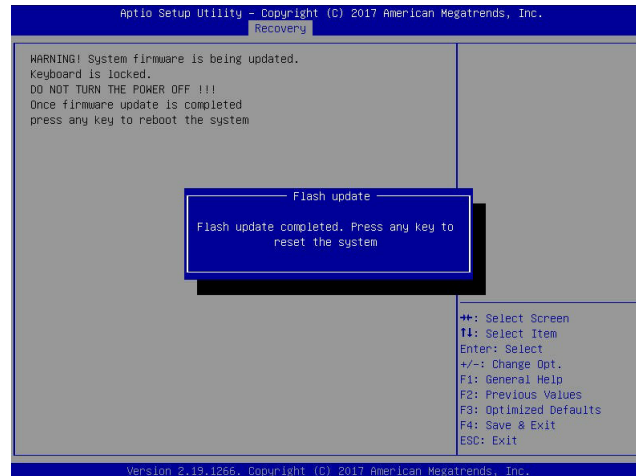 Aptio Setup Utility – Copyright (C) 2017 American Megatrends, Inc.
Recovery
WARNING! System firmware is being updated.
Keyboard is locked.
DO NOT TURN THE POWER OFF !!!
Once firmware update is completed
press any key to reboot the system
Flash update
Flash update completed. Press any key to
reset the system
→←: Select Screen
↑↓: Select Item
Enter: Select
+/-: Change Opt.
F1: General Help
F2: Previous Values
F3: Optimized Defaults
F4: Save & Exit
ESC: Exit
Version 2.19.1266. Copyright (C) 2017 American Megatrends, Inc.